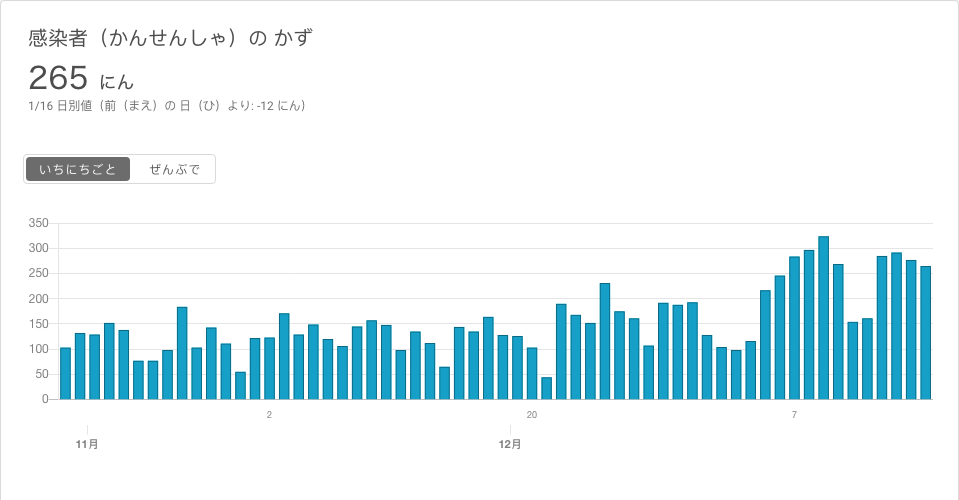 感染者（かんせんしゃ）の かず
265 にん
1/16 日別値（前（まえ）の 日（ひ）より: -12 にん）
いちにちごと ぜんぶで
350
300
250
200
150
100
50
0
2 20 7
11月 12月